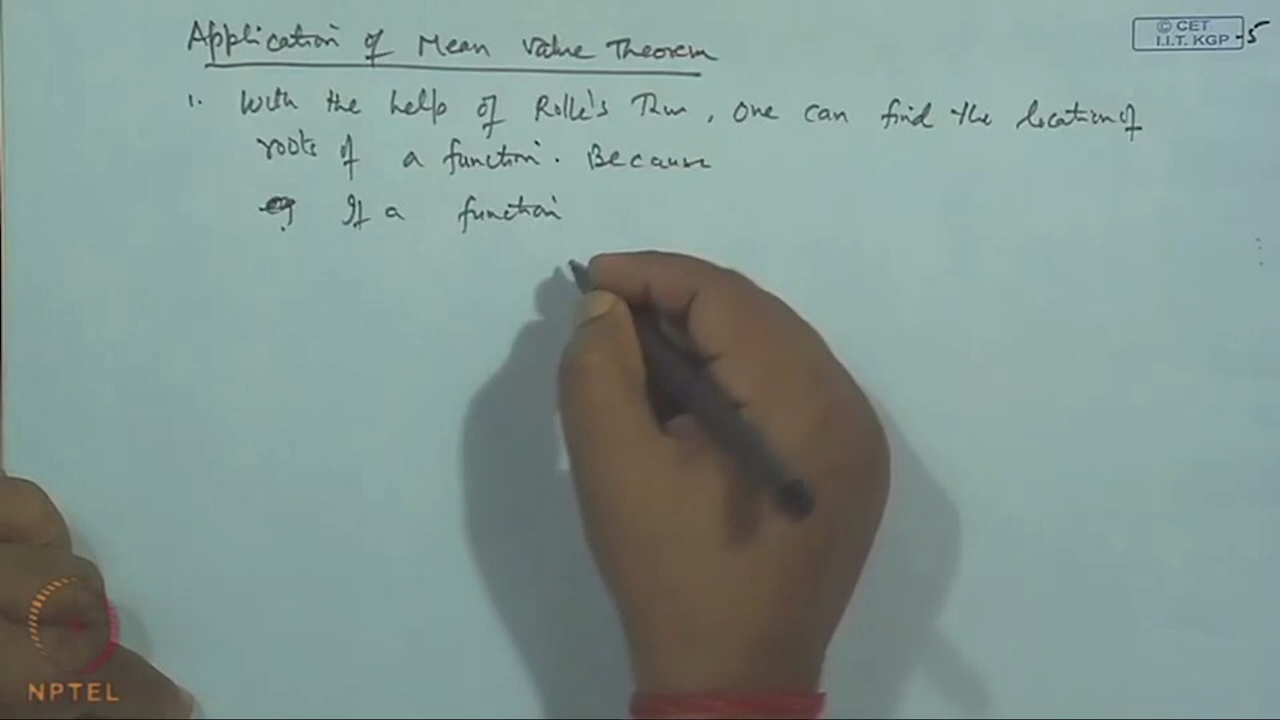 Application of Mean Value Theorem
© CET
I.I.T. KGP - 5
1. With the help of Rolle's Thm, one can find the location of
roots of a function. Because
If a function
NPTEL